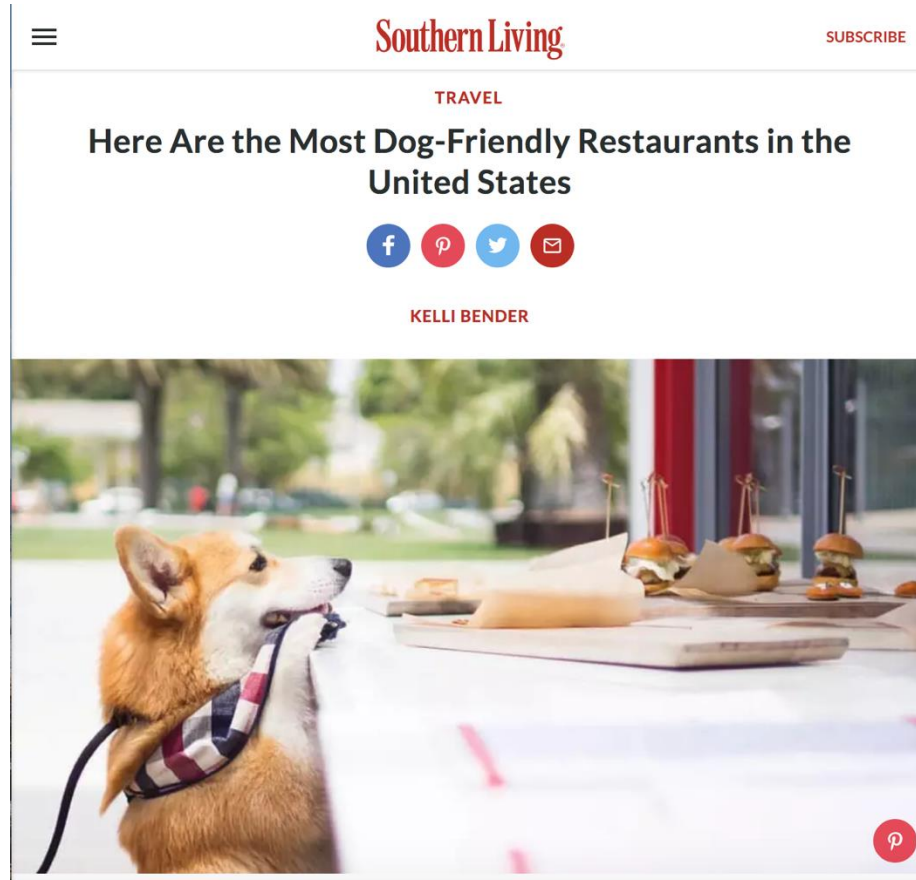 Southern Living
SUBSCRIBE
TRAVEL
Here Are the Most Dog-Friendly Restaurants in the
United States
KELLI BENDER